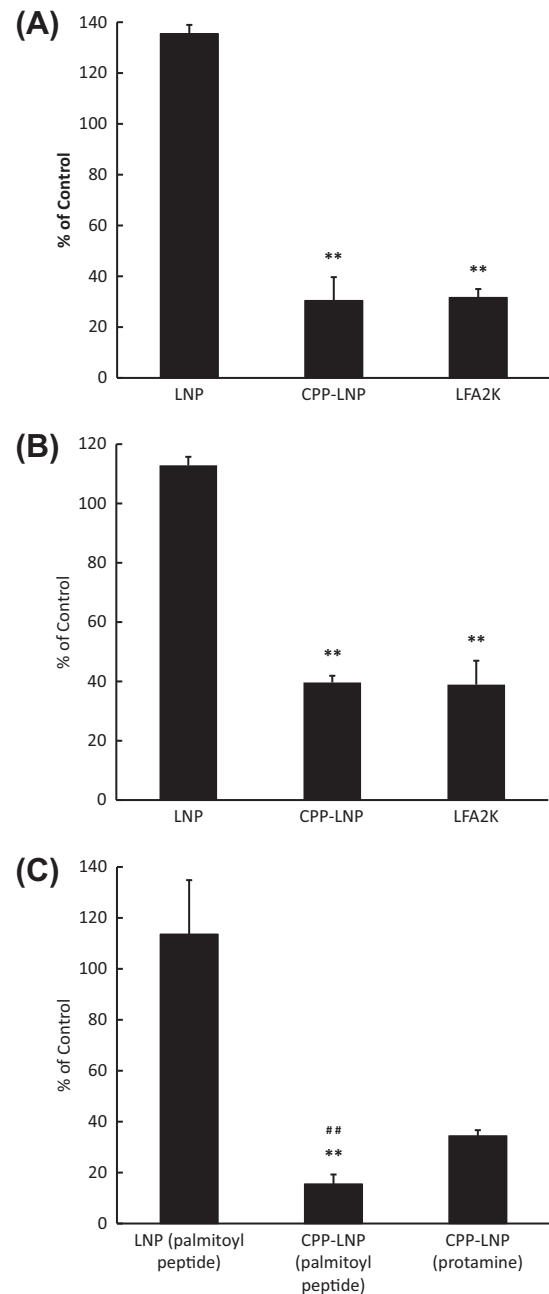 (A)
140
120
100
80
60
40
20
0
% of Control
**
**
LNP CPP-LNP LFA2K
(B)
120
100
80
60
40
20
0
% of Control
**
**
LNP CPP-LNP LFA2K
(C)
140
120
100
80
60
40
20
0
% of Control
##
**
LNP (palmitoyl
peptide)
CPP-LNP
(palmitoyl
peptide)
CPP-LNP
(protamine)